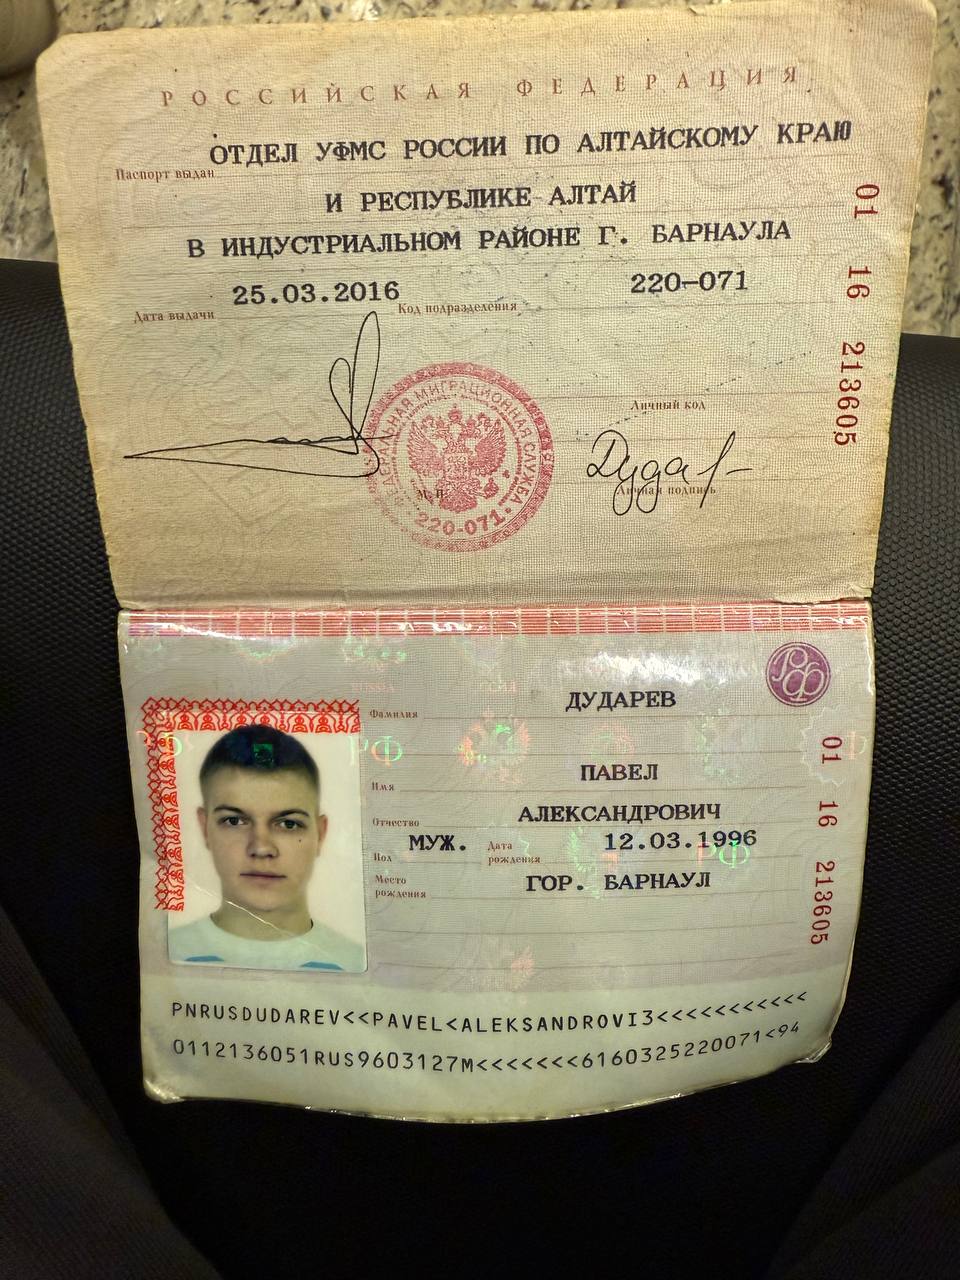 РОССИЙСКАЯ ФЕДЕРАЦИЯ
Паспорт выдан ОТДЕЛ УФМС РОССИИ ПО АЛТАЙСКОМУ КРАЮ
И РЕСПУБЛИКЕ АЛТАЙ
В ИНДУСТРИАЛЬНОМ РАЙОНЕ Г. БАРНАУЛА
Дата выдачи 25.03.2016 Код подразделения 220-071
01 16 213605
Личный код
ФЕДЕРАЛЬНАЯ МИГРАЦИОННАЯ СЛУЖБА
М.П.
220-071
Дудар
Личная подпись
РФ
Фамилия ДУДАРЕВ
Имя ПАВЕЛ
Отчество АЛЕКСАНДРОВИЧ
Пол МУЖ. Дата рождения 12.03.1996
Место рождения ГОР. БАРНАУЛ
01 16 213605
PNRUSDUDAREV<<PAVEL<ALEKSANDROVI3<<<<<<<<<<<
0112136051RUS9603127M<<<<<<<6160325220071<94